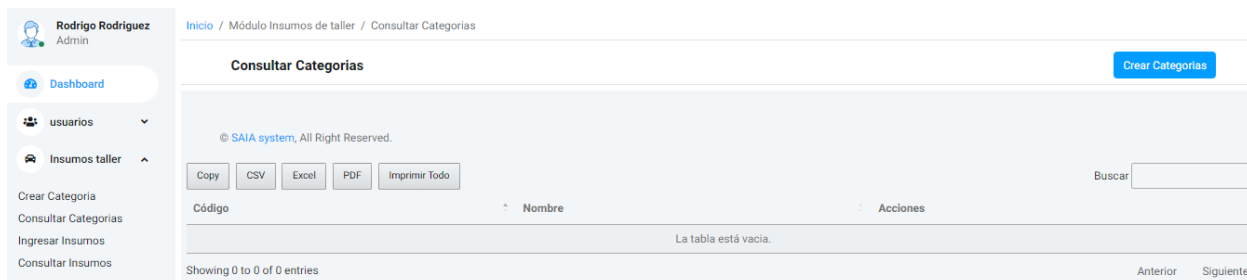 Rodrigo Rodriguez
Admin
Dashboard
usuarios
Insumos taller
Crear Categoria
Consultar Categorias
Ingresar Insumos
Consultar Insumos
Inicio / Módulo Insumos de taller / Consultar Categorias
Consultar Categorias Crear Categorias
© SAIA system, All Right Reserved.
Copy CSV Excel PDF Imprimir Todo Buscar
Código Nombre Acciones
La tabla está vacia.
Showing 0 to 0 of 0 entries Anterior Siguiente